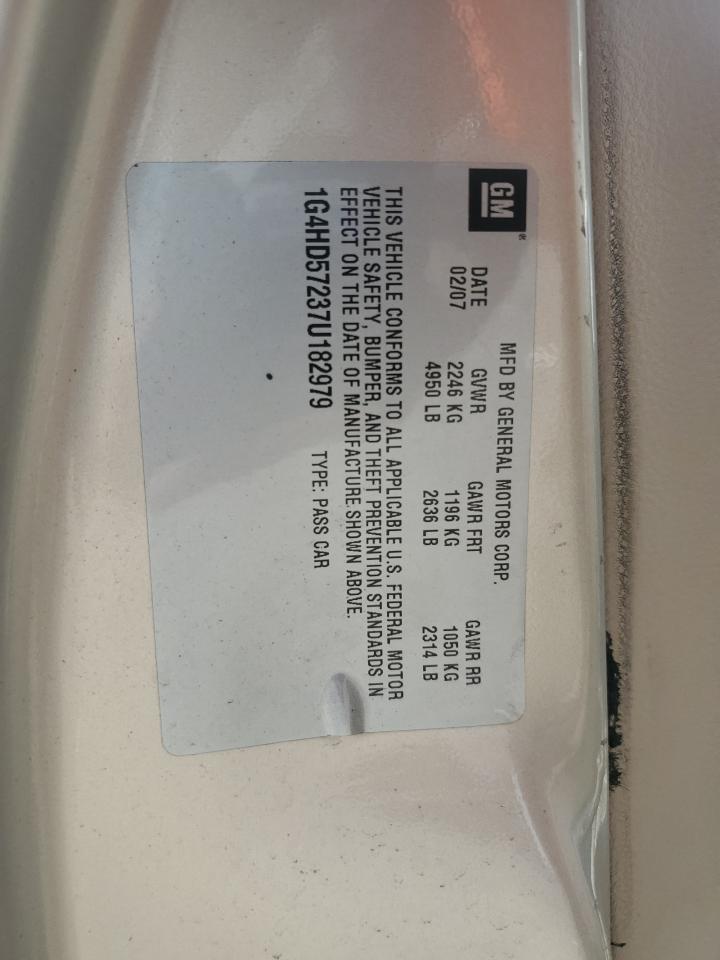 GM®
MFD BY GENERAL MOTORS CORP.
DATE GVWR GAWR FRT GAWR RR
02/07 2246 KG 1196 KG 1050 KG
4950 LB 2636 LB 2314 LB
THIS VEHICLE CONFORMS TO ALL APPLICABLE U.S. FEDERAL MOTOR
VEHICLE SAFETY, BUMPER, AND THEFT PREVENTION STANDARDS IN
EFFECT ON THE DATE OF MANUFACTURE SHOWN ABOVE.
1G4HD57237U182979 TYPE: PASS CAR